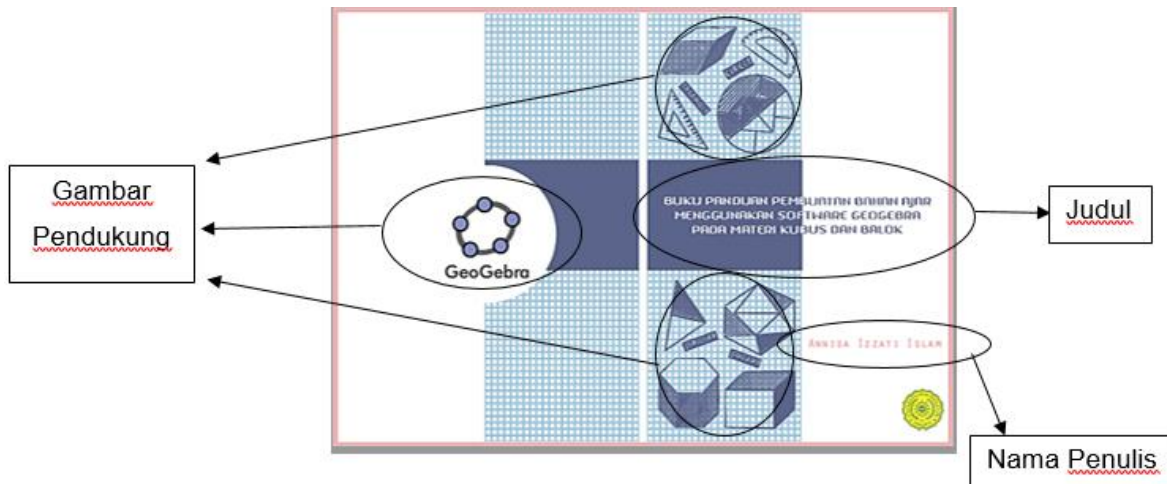 Gambar
Pendukung
GeoGebra
BUKU PANDUAN PEMBUATAN BAHAN AJAR
MENGGUNAKAN SOFTWARE GEOGEBRA
PADA MATERI KUBUS DAN BALOK
Judul
ANNISA IZZATI ISLAM
Nama Penulis